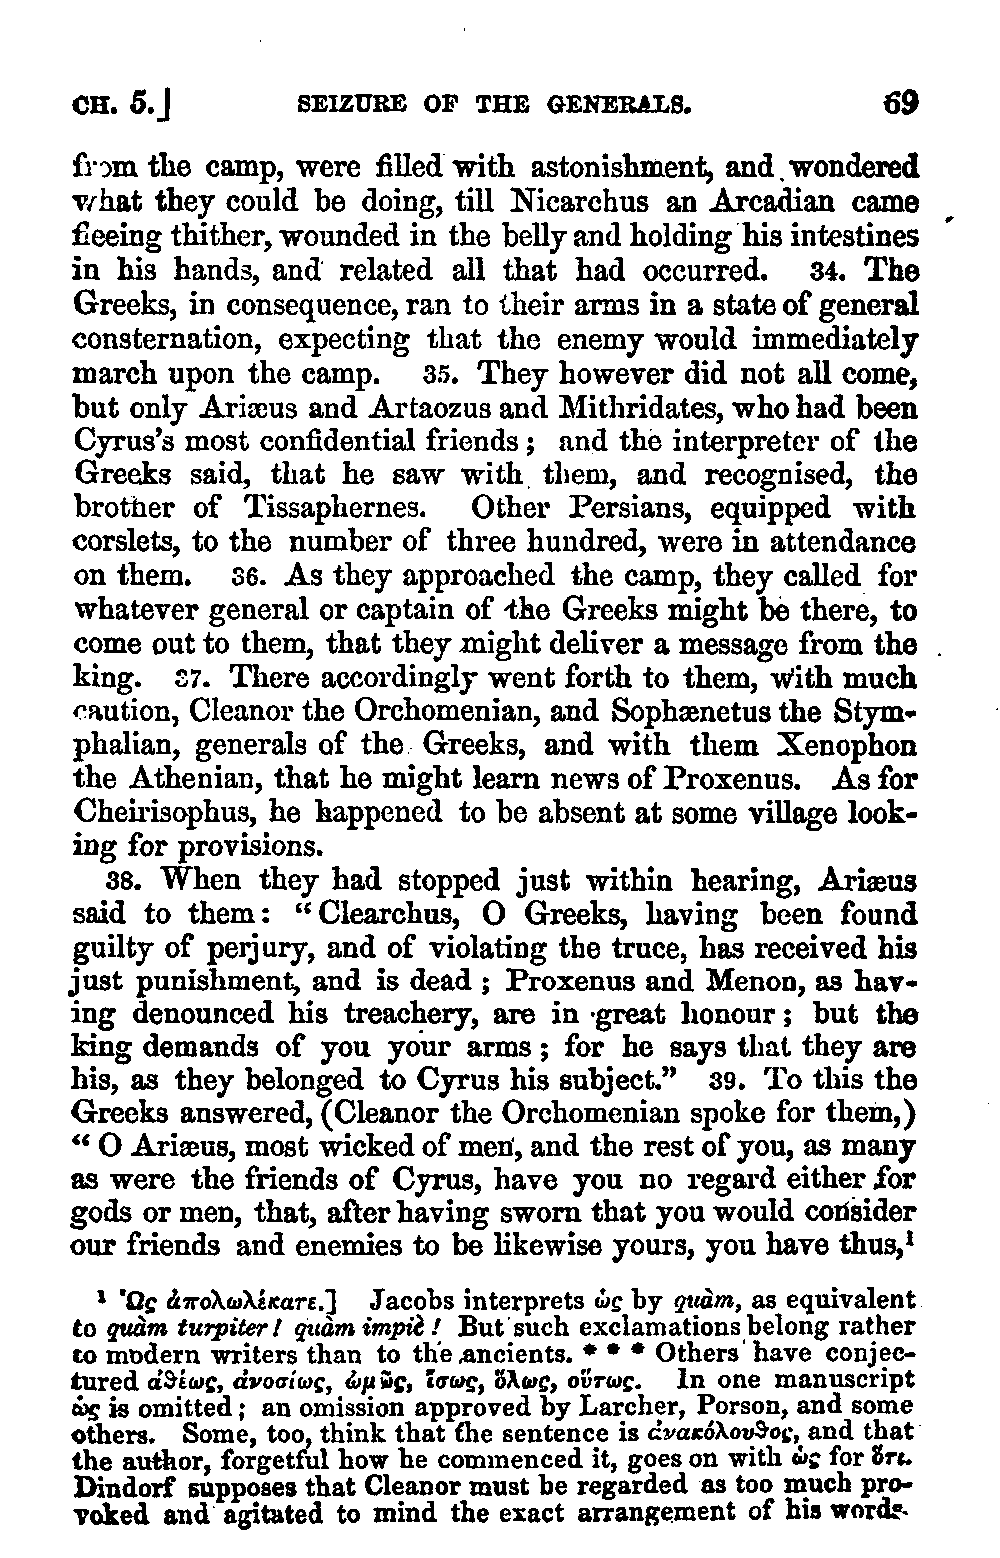 CH. 5.] SEIZURE OF THE GENERALS. 69
from the camp, were filled with astonishment, and wondered
what they could be doing, till Nicarchus an Arcadian came
fleeing thither, wounded in the belly and holding his intestines
in his hands, and related all that had occurred. 34. The
Greeks, in consequence, ran to their arms in a state of general
consternation, expecting that the enemy would immediately
march upon the camp. 35. They however did not all come,
but only Ariæus and Artaozus and Mithridates, who had been
Cyrus's most confidential friends; and the interpreter of the
Greeks said, that he saw with them, and recognised, the
brother of Tissaphernes. Other Persians, equipped with
corslets, to the number of three hundred, were in attendance
on them. 36. As they approached the camp, they called for
whatever general or captain of the Greeks might be there, to
come out to them, that they might deliver a message from the
king. 37. There accordingly went forth to them, with much
caution, Cleanor the Orchomenian, and Sophænetus the Stym-
phalian, generals of the Greeks, and with them Xenophon
the Athenian, that he might learn news of Proxenus. As for
Cheirisophus, he happened to be absent at some village look-
ing for provisions.
38. When they had stopped just within hearing, Ariæus
said to them: "Clearchus, O Greeks, having been found
guilty of perjury, and of violating the truce, has received his
just punishment, and is dead; Proxenus and Menon, as hav-
ing denounced his treachery, are in great honour; but the
king demands of you your arms; for he says that they are
his, as they belonged to Cyrus his subject." 39. To this the
Greeks answered, (Cleanor the Orchomenian spoke for them,)
"O Ariæus, most wicked of men, and the rest of you, as many
as were the friends of Cyrus, have you no regard either for
gods or men, that, after having sworn that you would consider
our friends and enemies to be likewise yours, you have thus,¹
¹ Ὡς ἀπολωλέκατε.] Jacobs interprets ὡς by quàm, as equivalent
to quàm turpiter! quàm impiè! But such exclamations belong rather
to modern writers than to the ancients. * * * Others have conjec-
tured ἀϑέως, ἀνοσίως, ὠμῶς, ἴσως, ὅλως, οὕτως. In one manuscript
ὡς is omitted; an omission approved by Larcher, Porson, and some
others. Some, too, think that the sentence is ἀνακόλουϑος, and that
the author, forgetful how he commenced it, goes on with ὡς for ὅτι.
Dindorf supposes that Cleanor must be regarded as too much pro-
voked and agitated to mind the exact arrangement of his words.